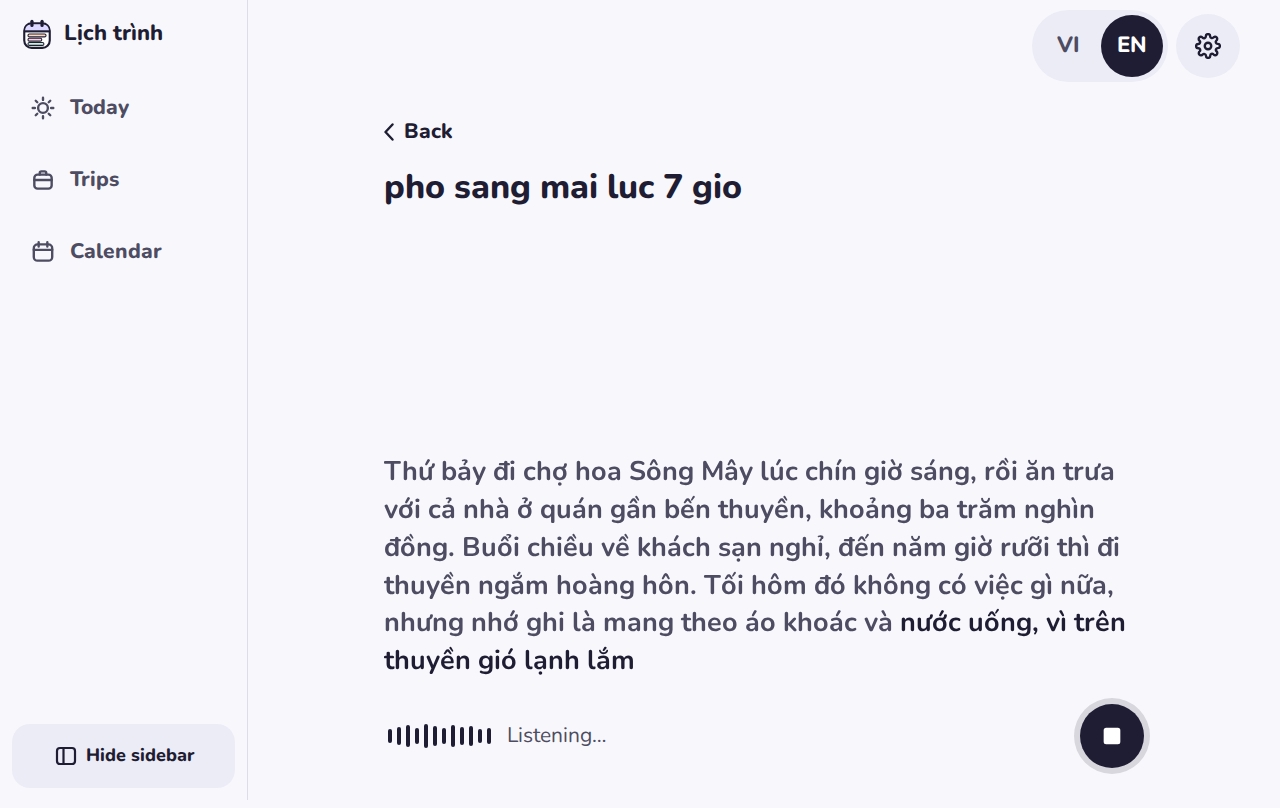 Lịch trình
VI
EN
Today
Trips
Calendar
Back
pho sang mai luc 7 gio
Thứ bảy đi chợ hoa Sông Mây lúc chín giờ sáng, rồi ăn trưa
với cả nhà ở quán gần bến thuyền, khoảng ba trăm nghìn
đồng. Buổi chiều về khách sạn nghỉ, đến năm giờ rưỡi thì đi
thuyền ngắm hoàng hôn. Tối hôm đó không có việc gì nữa,
nhưng nhớ ghi là mang theo áo khoác và nước uống, vì trên
thuyền gió lạnh lắm
Listening...
Hide sidebar